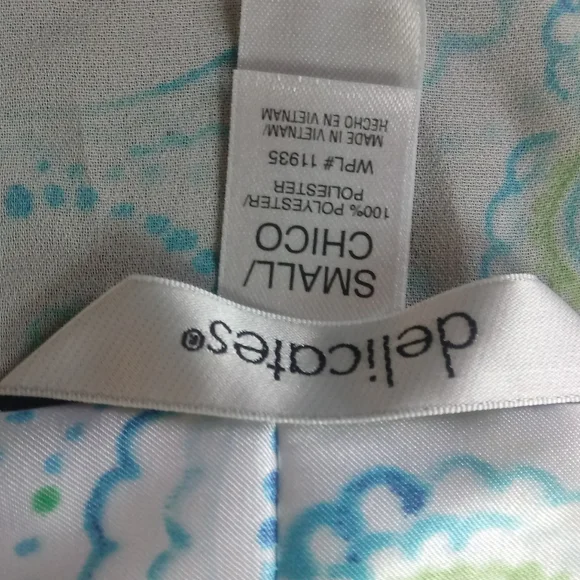 delicates®
SMALL/
CHICO
100% POLYESTER/
POLIESTER
WPL# 11935
MADE IN VIETNAM/
HECHO EN VIETNAM